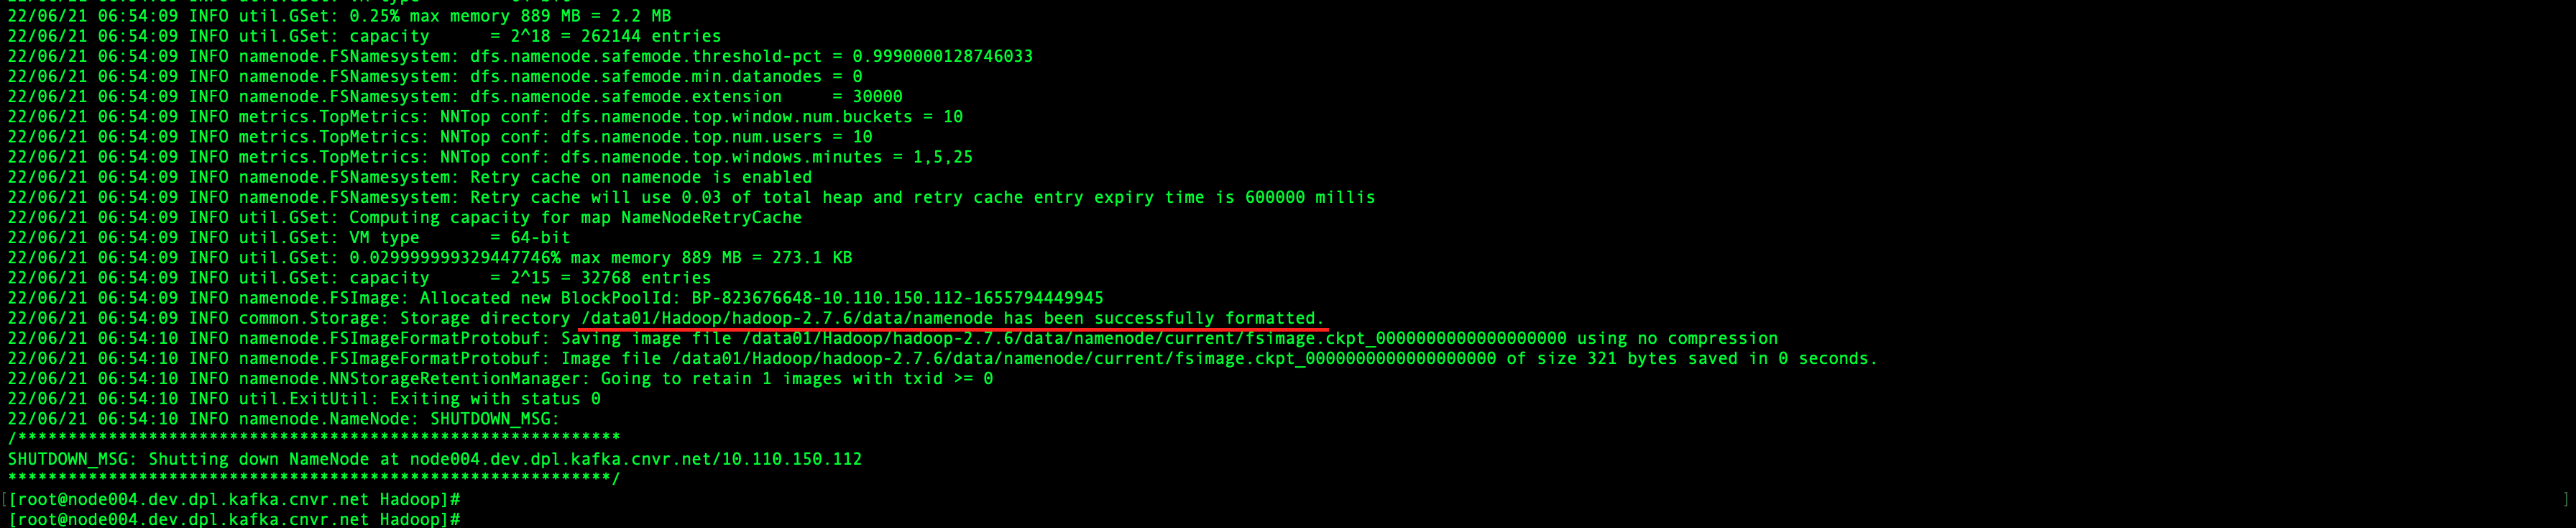 22/06/21 06:54:09 INFO util.GSet: 0.25% max memory 889 MB = 2.2 MB
22/06/21 06:54:09 INFO util.GSet: capacity      = 2^18 = 262144 entries
22/06/21 06:54:09 INFO namenode.FSNamesystem: dfs.namenode.safemode.threshold-pct = 0.9990000128746033
22/06/21 06:54:09 INFO namenode.FSNamesystem: dfs.namenode.safemode.min.datanodes = 0
22/06/21 06:54:09 INFO namenode.FSNamesystem: dfs.namenode.safemode.extension     = 30000
22/06/21 06:54:09 INFO metrics.TopMetrics: NNTop conf: dfs.namenode.top.window.num.buckets = 10
22/06/21 06:54:09 INFO metrics.TopMetrics: NNTop conf: dfs.namenode.top.num.users = 10
22/06/21 06:54:09 INFO metrics.TopMetrics: NNTop conf: dfs.namenode.top.windows.minutes = 1,5,25
22/06/21 06:54:09 INFO namenode.FSNamesystem: Retry cache on namenode is enabled
22/06/21 06:54:09 INFO namenode.FSNamesystem: Retry cache will use 0.03 of total heap and retry cache entry expiry time is 600000 millis
22/06/21 06:54:09 INFO util.GSet: Computing capacity for map NameNodeRetryCache
22/06/21 06:54:09 INFO util.GSet: VM type       = 64-bit
22/06/21 06:54:09 INFO util.GSet: 0.029999999329447746% max memory 889 MB = 273.1 KB
22/06/21 06:54:09 INFO util.GSet: capacity      = 2^15 = 32768 entries
22/06/21 06:54:09 INFO namenode.FSImage: Allocated new BlockPoolId: BP-823676648-10.110.150.112-1655794449945
22/06/21 06:54:09 INFO common.Storage: Storage directory /data01/Hadoop/hadoop-2.7.6/data/namenode has been successfully formatted.
22/06/21 06:54:10 INFO namenode.FSImageFormatProtobuf: Saving image file /data01/Hadoop/hadoop-2.7.6/data/namenode/current/fsimage.ckpt_0000000000000000000 using no compression
22/06/21 06:54:10 INFO namenode.FSImageFormatProtobuf: Image file /data01/Hadoop/hadoop-2.7.6/data/namenode/current/fsimage.ckpt_0000000000000000000 of size 321 bytes saved in 0 seconds.
22/06/21 06:54:10 INFO namenode.NNStorageRetentionManager: Going to retain 1 images with txid >= 0
22/06/21 06:54:10 INFO util.ExitUtil: Exiting with status 0
22/06/21 06:54:10 INFO namenode.NameNode: SHUTDOWN_MSG:
/************************************************************
SHUTDOWN_MSG: Shutting down NameNode at node004.dev.dpl.kafka.cnvr.net/10.110.150.112
************************************************************/
[[root@node004.dev.dpl.kafka.cnvr.net Hadoop]# ]
[root@node004.dev.dpl.kafka.cnvr.net Hadoop]#